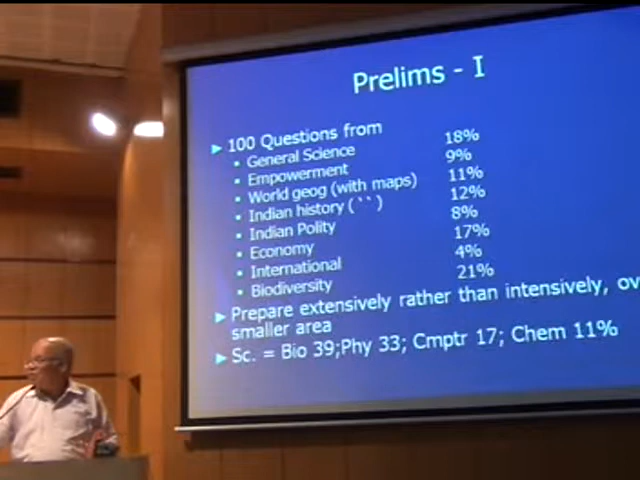 Prelims - I
► 100 Questions from
• General Science 18%
• Empowerment 9%
• World geog (with maps) 11%
• Indian history ( `` ) 12%
• Indian Polity 8%
• Economy 17%
• International 4%
• Biodiversity 21%
► Prepare extensively rather than intensively, ov
smaller area
► Sc. = Bio 39;Phy 33; Cmptr 17; Chem 11%